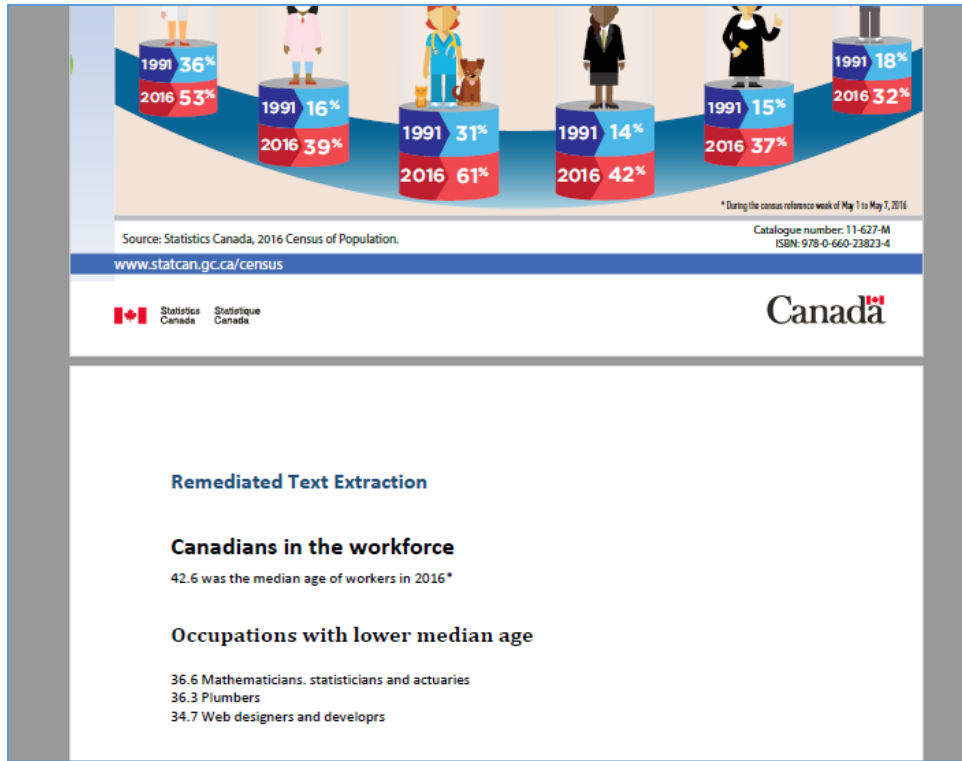 1991 36%
2016 53%
1991 16%
2016 39%
1991 31%
2016 61%
1991 14%
2016 42%
1991 15%
2016 37%
1991 18%
2016 32%
* During the census reference week of May 1 to May 7, 2016
Source: Statistics Canada, 2016 Census of Population.
Catalogue number: 11-627-M
ISBN: 978-0-660-23823-4
www.statcan.gc.ca/census
Statistics Statistique
Canada Canada
Canada
Remediated Text Extraction
Canadians in the workforce
42.6 was the median age of workers in 2016*
Occupations with lower median age
36.6 Mathematicians. statisticians and actuaries
36.3 Plumbers
34.7 Web designers and developrs